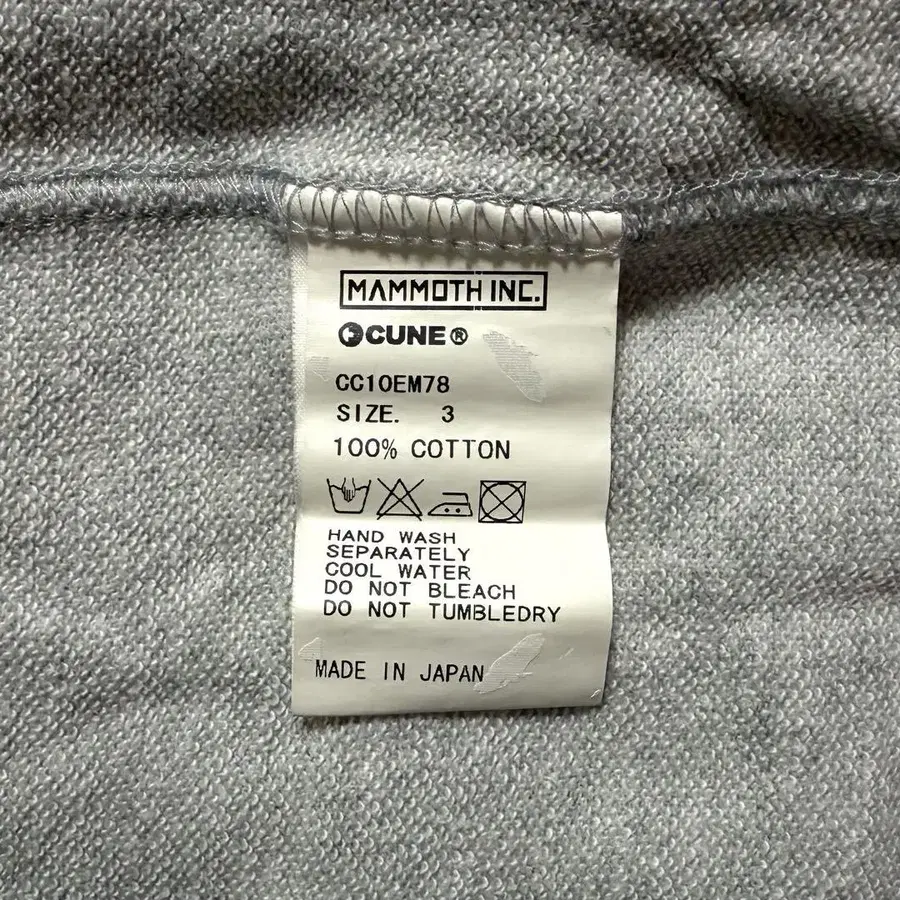 MAMMOTH INC.
CUNE®
CC10EM78
SIZE. 3
100% COTTON
HAND WASH
SEPARATELY
COOL WATER
DO NOT BLEACH
DO NOT TUMBLEDRY
MADE IN JAPAN